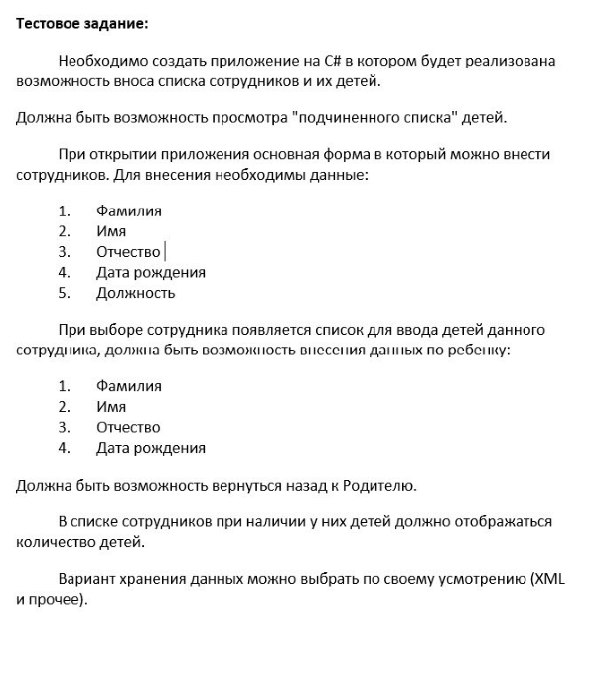 Тестовое задание:
Необходимо создать приложение на C# в котором будет реализована
возможность вноса списка сотрудников и их детей.
Должна быть возможность просмотра "подчиненного списка" детей.
При открытии приложения основная форма в который можно внести
сотрудников. Для внесения необходимы данные:
1. Фамилия
2. Имя
3. Отчество
4. Дата рождения
5. Должность
При выборе сотрудника появляется список для ввода детей данного
сотрудника, должна быть возможность внесения данных по ребенку:
1. Фамилия
2. Имя
3. Отчество
4. Дата рождения
Должна быть возможность вернуться назад к Родителю.
В списке сотрудников при наличии у них детей должно отображаться
количество детей.
Вариант хранения данных можно выбрать по своему усмотрению (XML
и прочее).